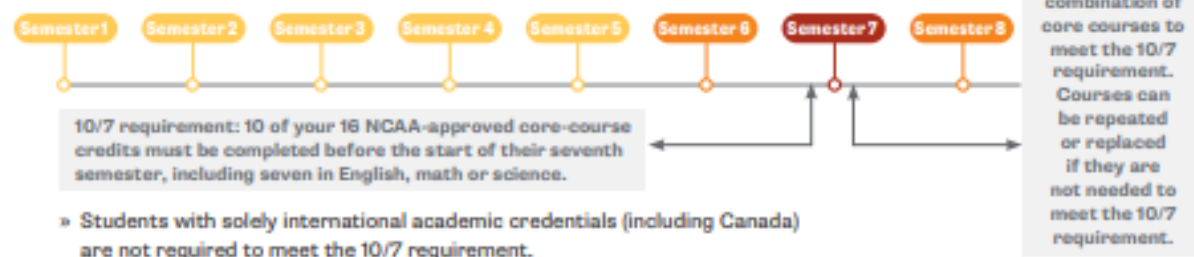 Semester 1
Semester 2
Semester 3
Semester 4
Semester 5
Semester 6
Semester 7
Semester 8
10/7 requirement: 10 of your 16 NCAA-approved core-course
credits must be completed before the start of their seventh
semester, including seven in English, math or science.
» Students with solely international academic credentials (including Canada)
are not required to meet the 10/7 requirement.
combination of
core courses to
meet the 10/7
requirement.
Courses can
be repeated
or replaced
if they are
not needed to
meet the 10/7
requirement.